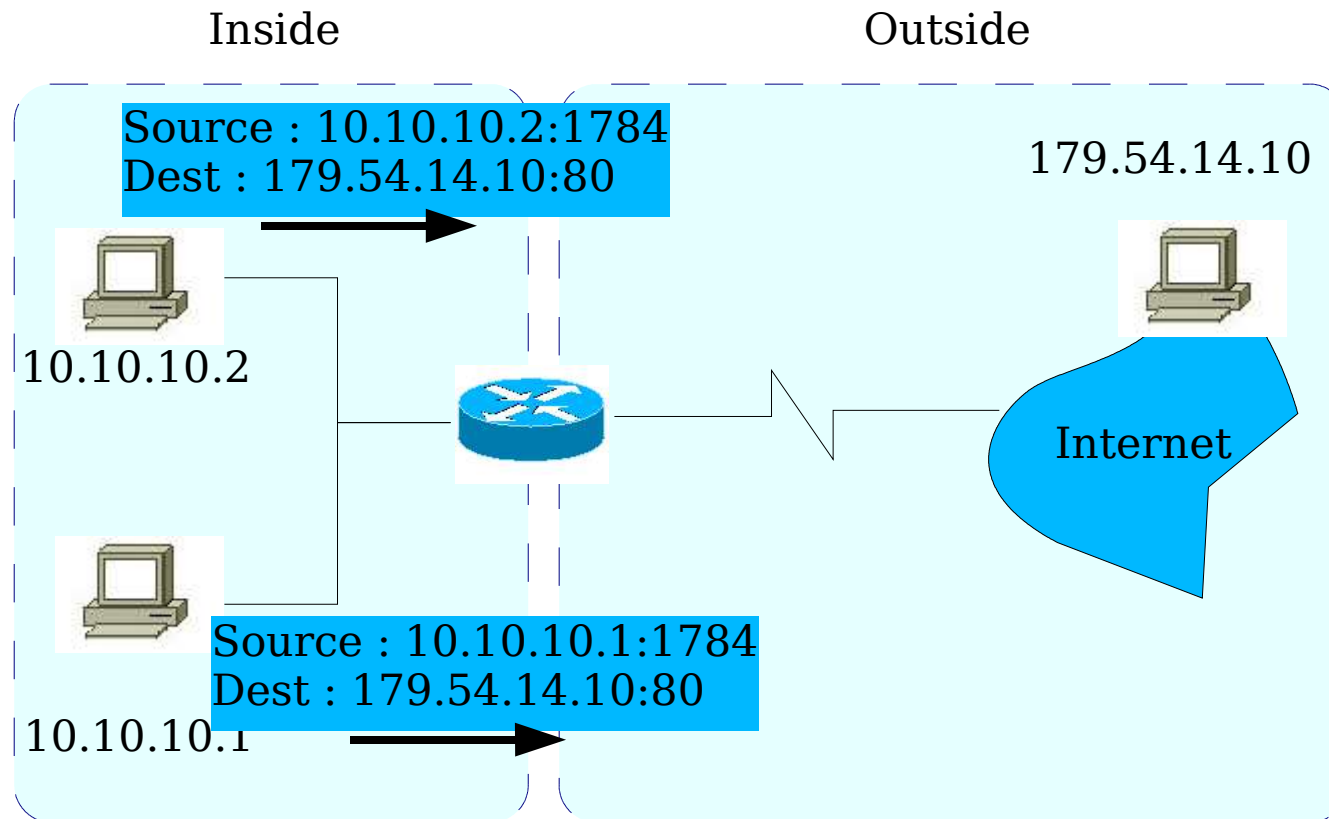 Inside
Outside
Source : 10.10.10.2:1784
Dest : 179.54.14.10:80
179.54.14.10
10.10.10.2
Internet
Source : 10.10.10.1:1784
Dest : 179.54.14.10:80
10.10.10.1